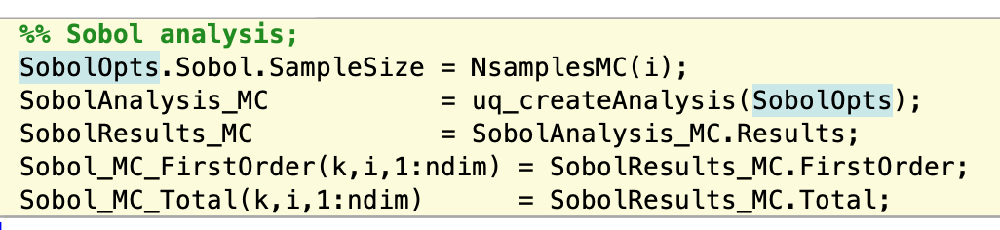 %% Sobol analysis;
SobolOpts.Sobol.SampleSize = NsamplesMC(i);
SobolAnalysis_MC           = uq_createAnalysis(SobolOpts);
SobolResults_MC            = SobolAnalysis_MC.Results;
Sobol_MC_FirstOrder(k,i,1:ndim) = SobolResults_MC.FirstOrder;
Sobol_MC_Total(k,i,1:ndim)      = SobolResults_MC.Total;